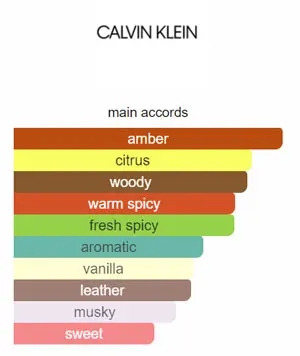 CALVIN KLEIN
main accords
amber
citrus
woody
warm spicy
fresh spicy
aromatic
vanilla
leather
musky
sweet